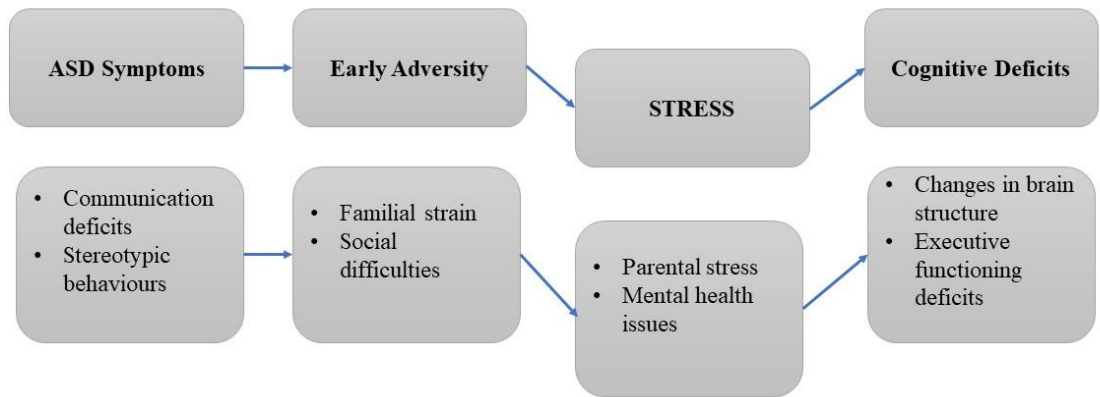 ASD Symptoms
Early Adversity
STRESS
Cognitive Deficits
• Communication
deficits
• Stereotypic
behaviours
• Familial strain
• Social
difficulties
• Parental stress
• Mental health
issues
• Changes in brain
structure
• Executive
functioning
deficits